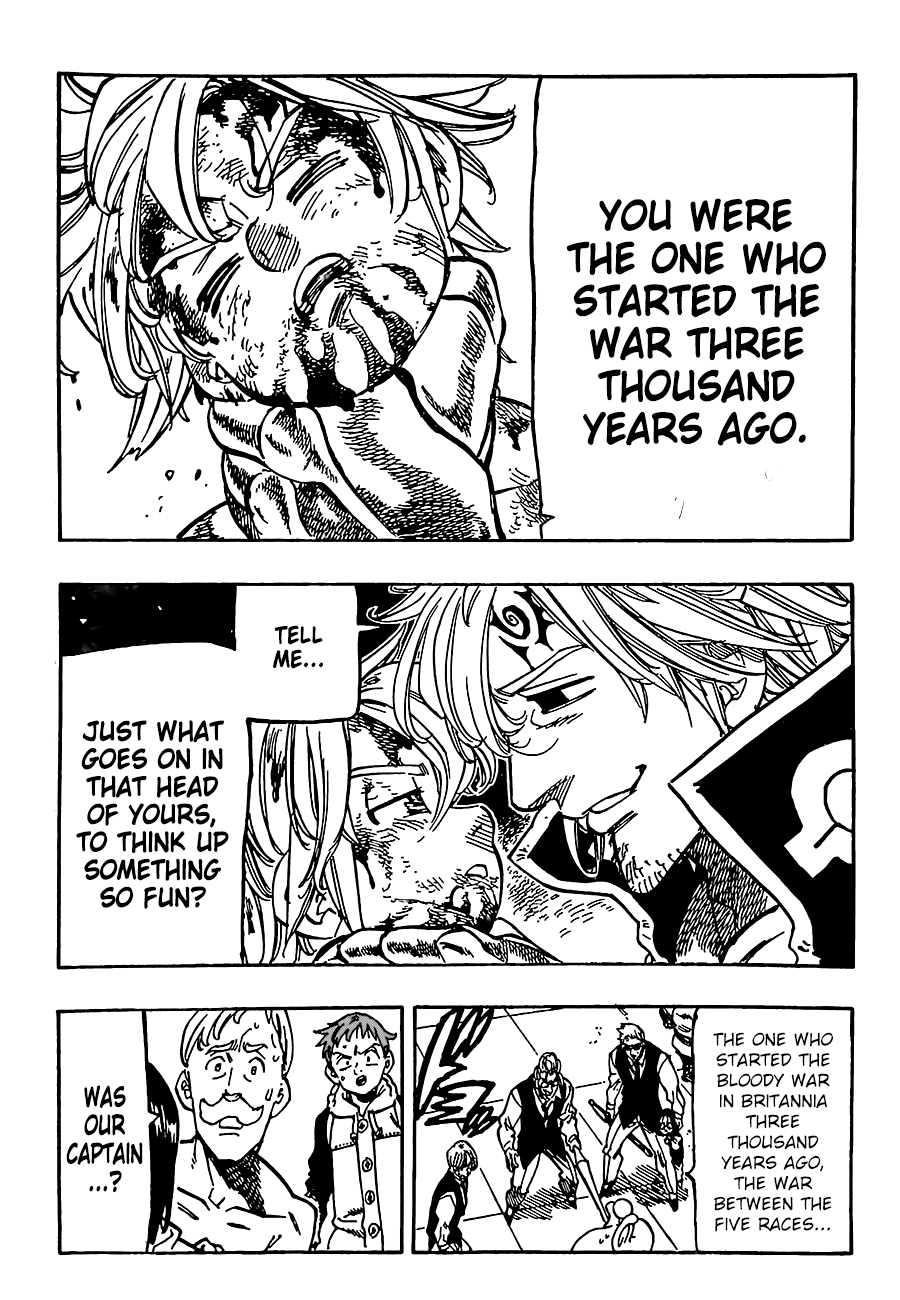 YOU WERE
THE ONE WHO
STARTED THE
WAR THREE
THOUSAND
YEARS AGO.
TELL
ME...
JUST WHAT
GOES ON IN
THAT HEAD
OF YOURS,
TO THINK UP
SOMETHING
SO FUN?
THE ONE WHO
STARTED THE
BLOODY WAR
IN BRITANNIA
THREE
THOUSAND
YEARS AGO,
THE WAR
BETWEEN THE
FIVE RACES...
WAS
OUR
CAPTAIN
...?